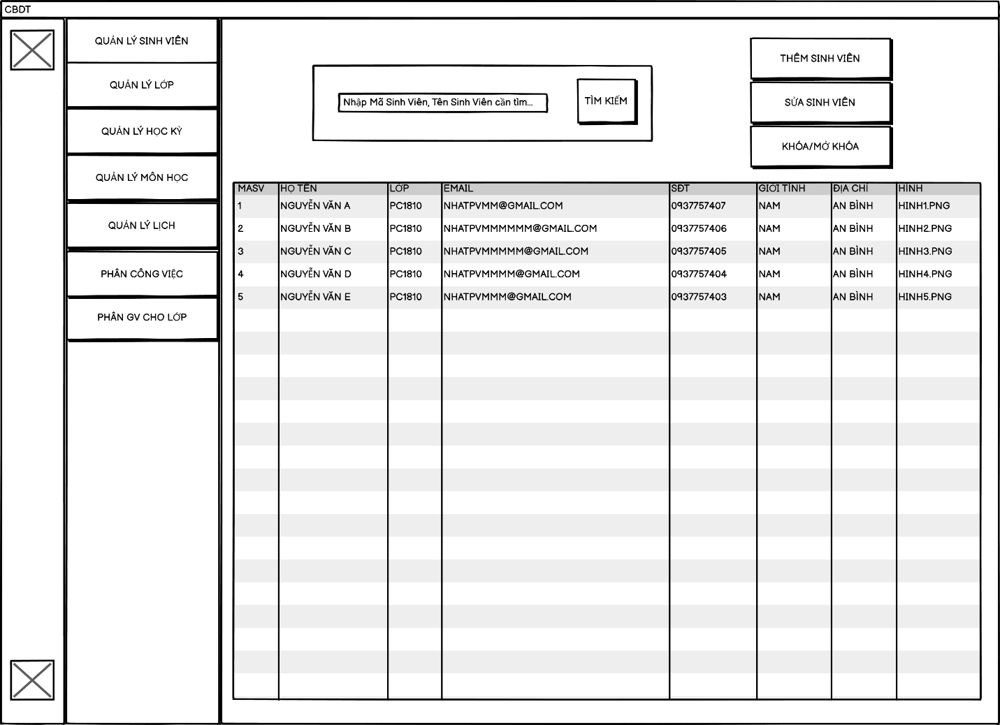 CBDT
QUẢN LÝ SINH VIÊN
QUẢN LÝ LỚP
QUẢN LÝ HỌC KỲ
QUẢN LÝ MÔN HỌC
QUẢN LÝ LỊCH
PHÂN CÔNG VIỆC
PHÂN GV CHO LỚP
Nhập Mã Sinh Viên, Tên Sinh Viên cần tìm...
TÌM KIẾM
THÊM SINH VIÊN
SỬA SINH VIÊN
KHÓA/MỞ KHÓA
MASV HỌ TÊN LỚP EMAIL SĐT GIỚI TÍNH ĐỊA CHỈ HÌNH
1 NGUYỄN VĂN A PC1810 NHATPVMM@GMAIL.COM 0937757407 NAM AN BÌNH HINH1.PNG
2 NGUYỄN VĂN B PC1810 NHATPVMMMMMM@GMAIL.COM 0937757406 NAM AN BÌNH HINH2.PNG
3 NGUYỄN VĂN C PC1810 NHATPVMMMMM@GMAIL.COM 0937757405 NAM AN BÌNH HINH3.PNG
4 NGUYỄN VĂN D PC1810 NHATPVMMMM@GMAIL.COM 0937757404 NAM AN BÌNH HINH4.PNG
5 NGUYỄN VĂN E PC1810 NHATPVMMM@GMAIL.COM 0937757403 NAM AN BÌNH HINH5.PNG